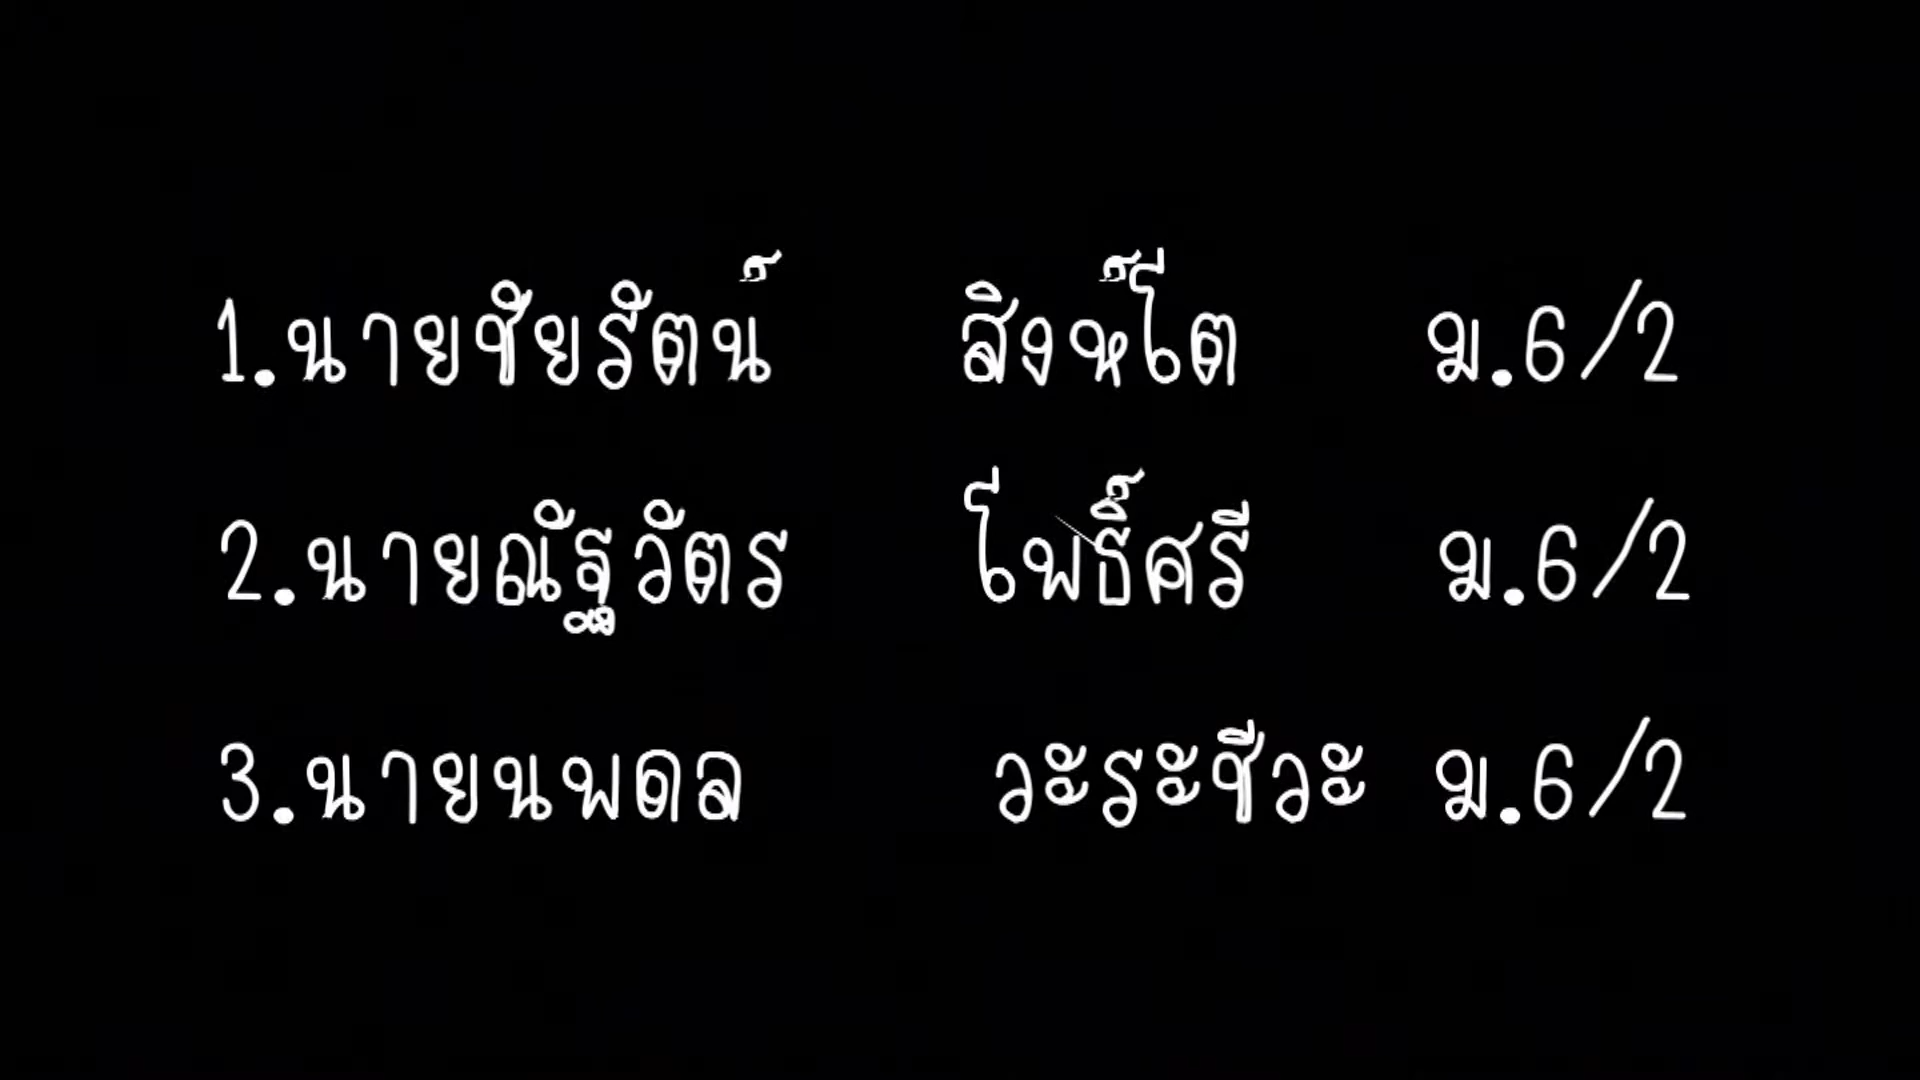 1.นายชัยรัตน์ สิงห์โต ม.6/2
2.นายณัฐวัตร โพธิ์ศรี ม.6/2
3.นายนพดล วะระชีวะ ม.6/2